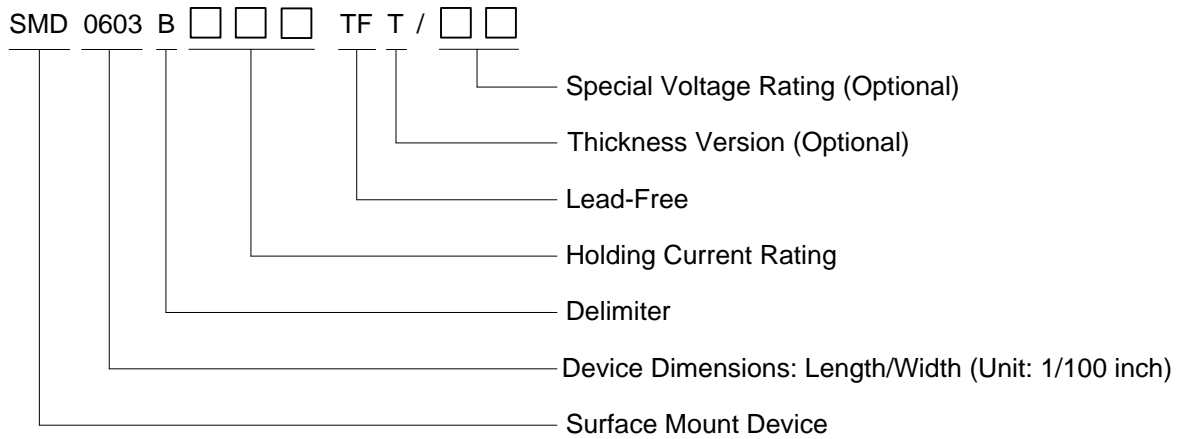 SMD 0603 B □ □ □ TF T / □ □
Special Voltage Rating (Optional)
Thickness Version (Optional)
Lead-Free
Holding Current Rating
Delimiter
Device Dimensions: Length/Width (Unit: 1/100 inch)
Surface Mount Device